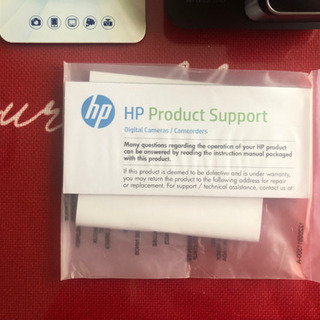 hp HP Product Support
Digital Cameras / Camcorders
Many questions regarding the operation of your HP product
can be answered by reading the instruction manual packaged
with this product.
If this product is deemed to be defective and is under warranty,
you may return the product to the following address for repair
or replacement. For support / technical assistance, contact us at: